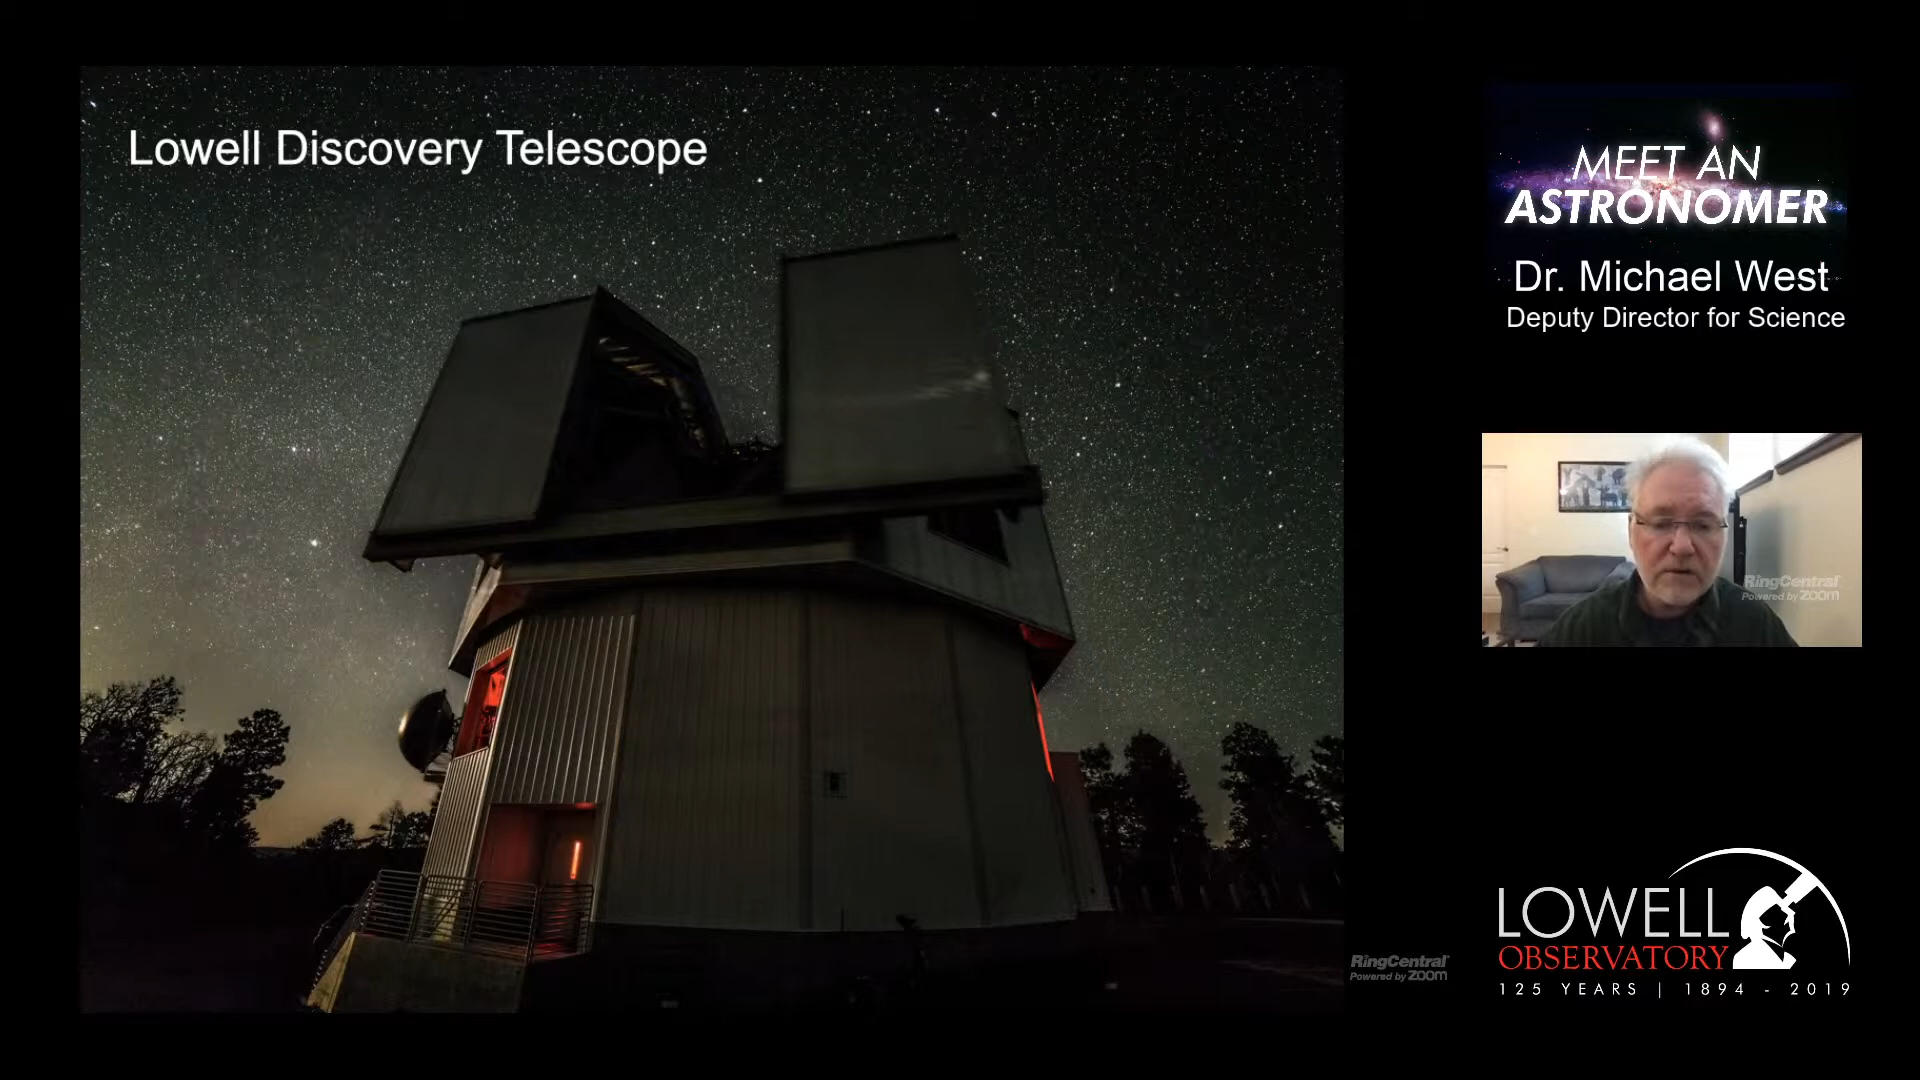 Lowell Discovery Telescope
MEET AN
ASTRONOMER
Dr. Michael West
Deputy Director for Science
RingCentral
Powered by zoom
RingCentral
Powered by zoom
LOWELL
OBSERVATORY
125 YEARS | 1894 - 2019